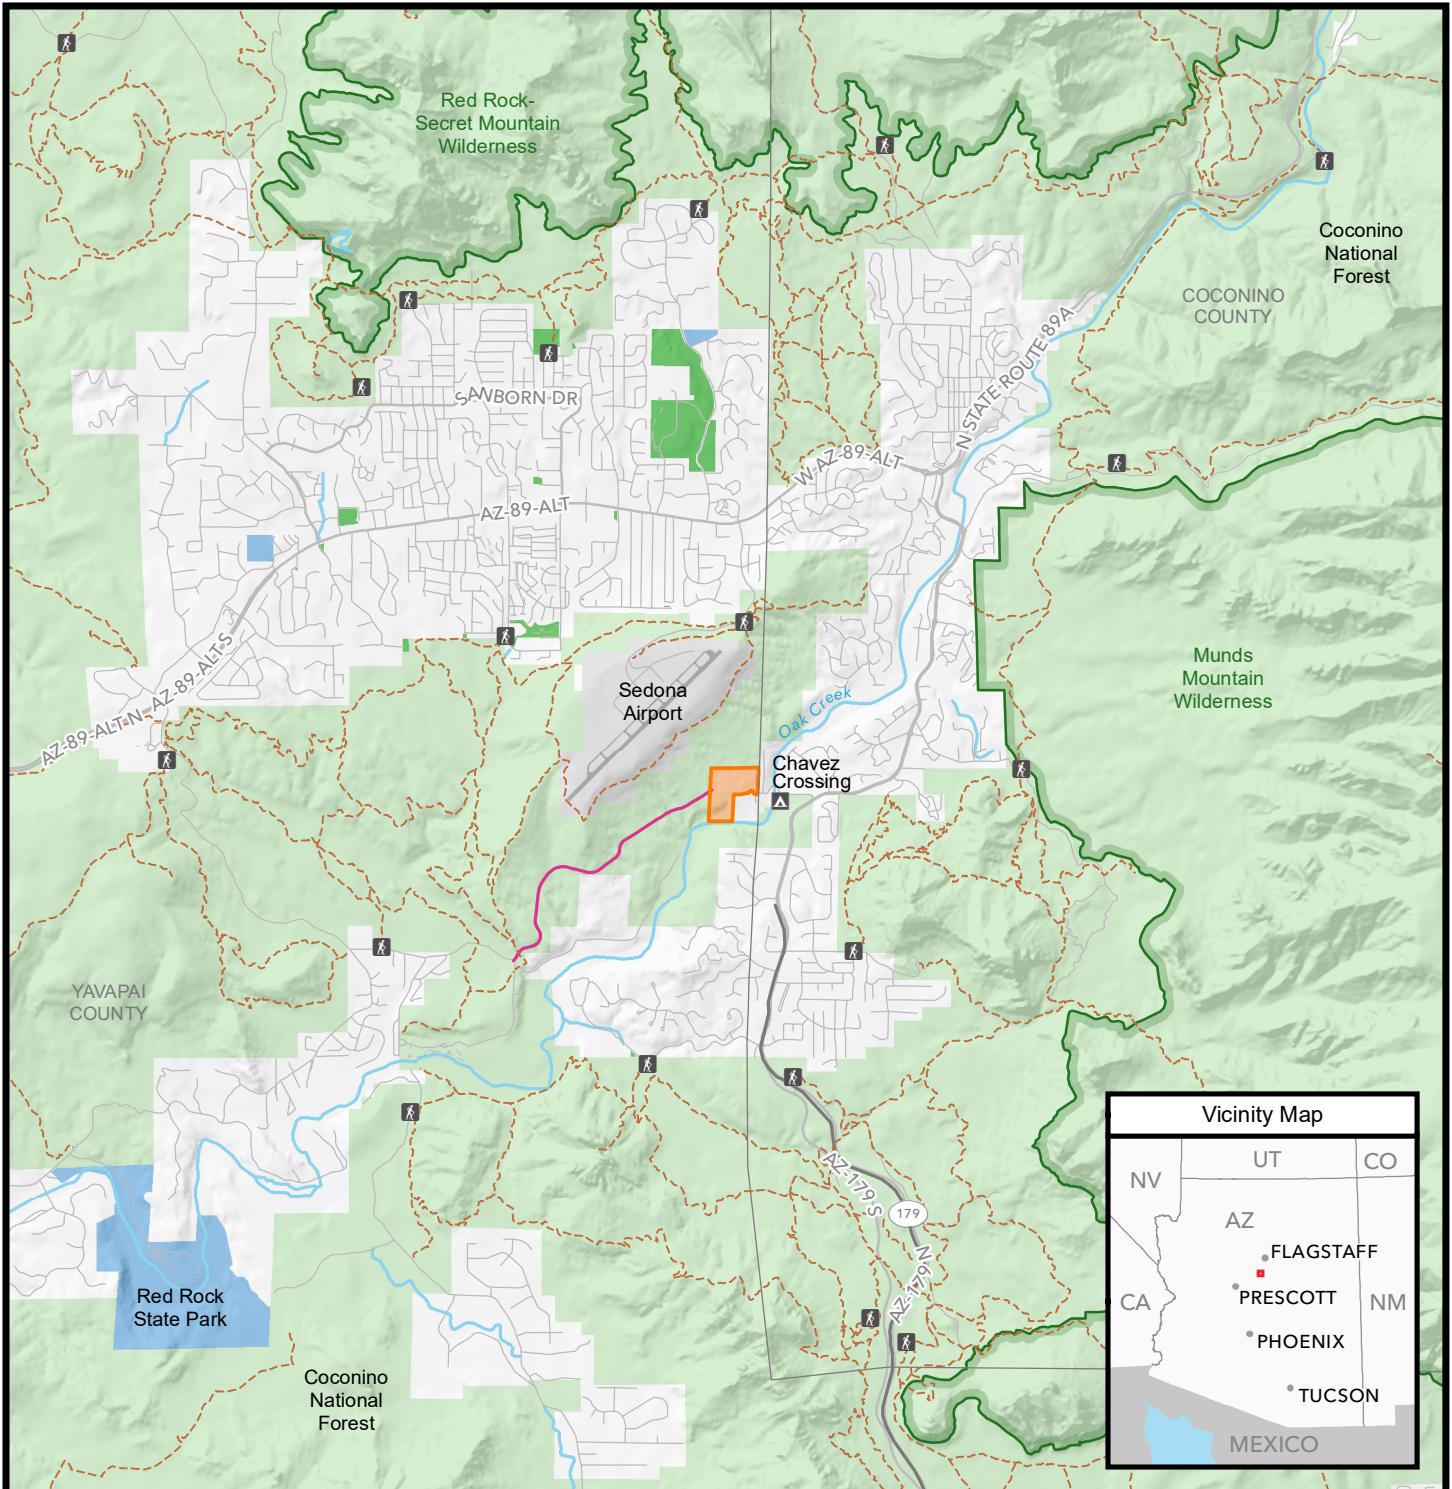 Red Rock-
Secret Mountain
Wilderness
Coconino
National
Forest
COCONINO
COUNTY
N STATE ROUTE 89A
SANBORN DR
W AZ-89-ALT
AZ-89-ALT
AZ-89-ALT N
AZ-89-ALT S
Munds
Mountain
Wilderness
Sedona
Airport
Oak Creek
Chavez
Crossing
YAVAPAI
COUNTY
AZ-179 S
179
AZ-179 N
Red Rock
State Park
Coconino
National
Forest
Vicinity Map
NV
UT
CO
AZ
FLAGSTAFF
CA
PRESCOTT
NM
PHOENIX
TUCSON
MEXICO